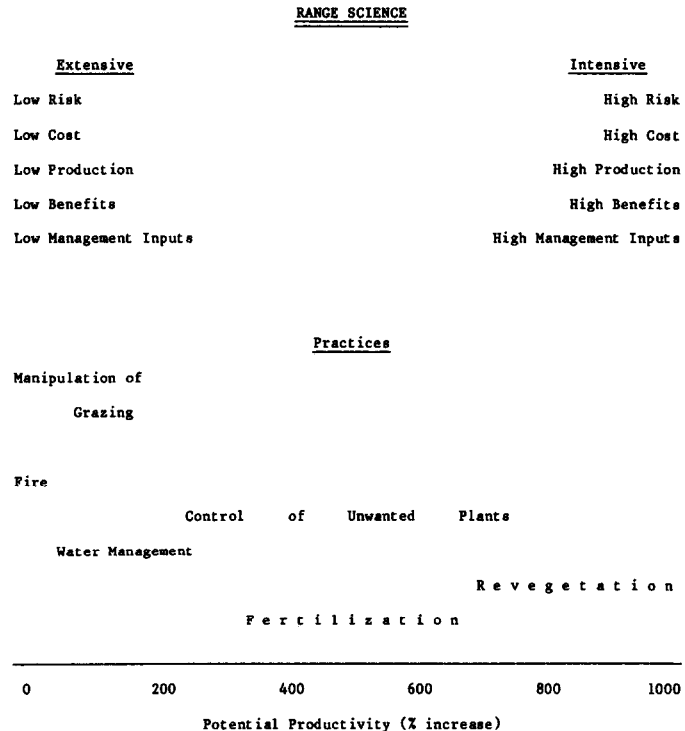 RANGE SCIENCE
Extensive Intensive
Low Risk High Risk
Low Cost High Cost
Low Production High Production
Low Benefits High Benefits
Low Management Inputs High Management Inputs
Practices
Manipulation of
Grazing
Fire
Control of Unwanted Plants
Water Management
Revegetation
Fertilization
0 200 400 600 800 1000
Potential Productivity (% increase)